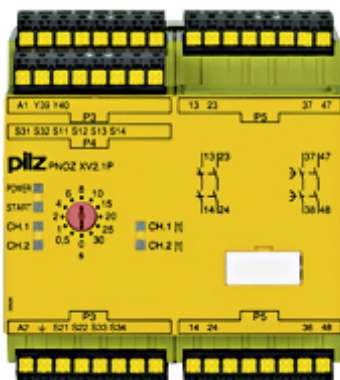 A1 Y39 Y40
13 23 37 47
P3
P5
S31 S32 S11 S12 S13 S14
P4
pilz PNOZ XV2.1P
13 23
37 47
POWER
START
CH.1
CH.2
0 0,5 1 2 4 6 8 10 15 20 25 30
s
CH.1 [t]
CH.2 [t]
14 24
38 48
P3
P5
A2 ⏚ S21 S22 S33 S34
14 24 38 48